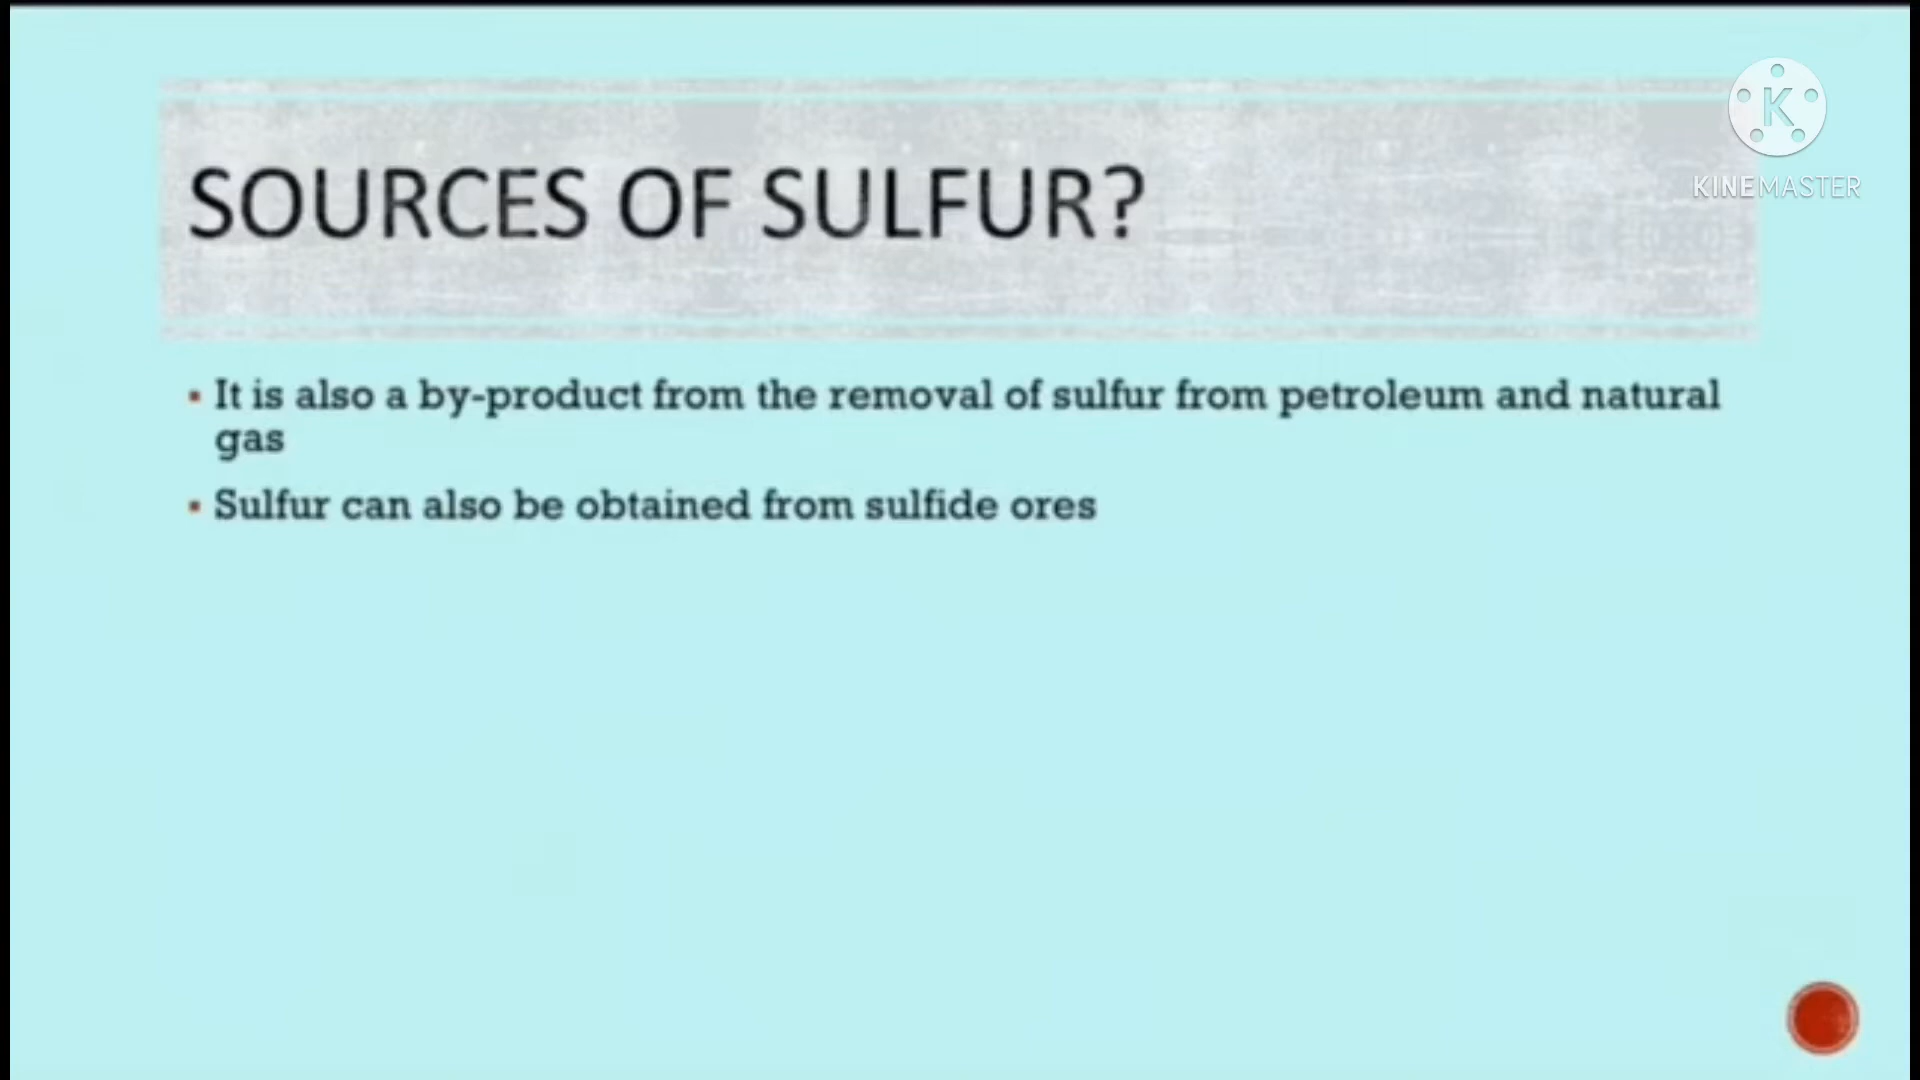 K
KINEMASTER
SOURCES OF SULFUR?
▪ It is also a by-product from the removal of sulfur from petroleum and natural
gas
▪ Sulfur can also be obtained from sulfide ores